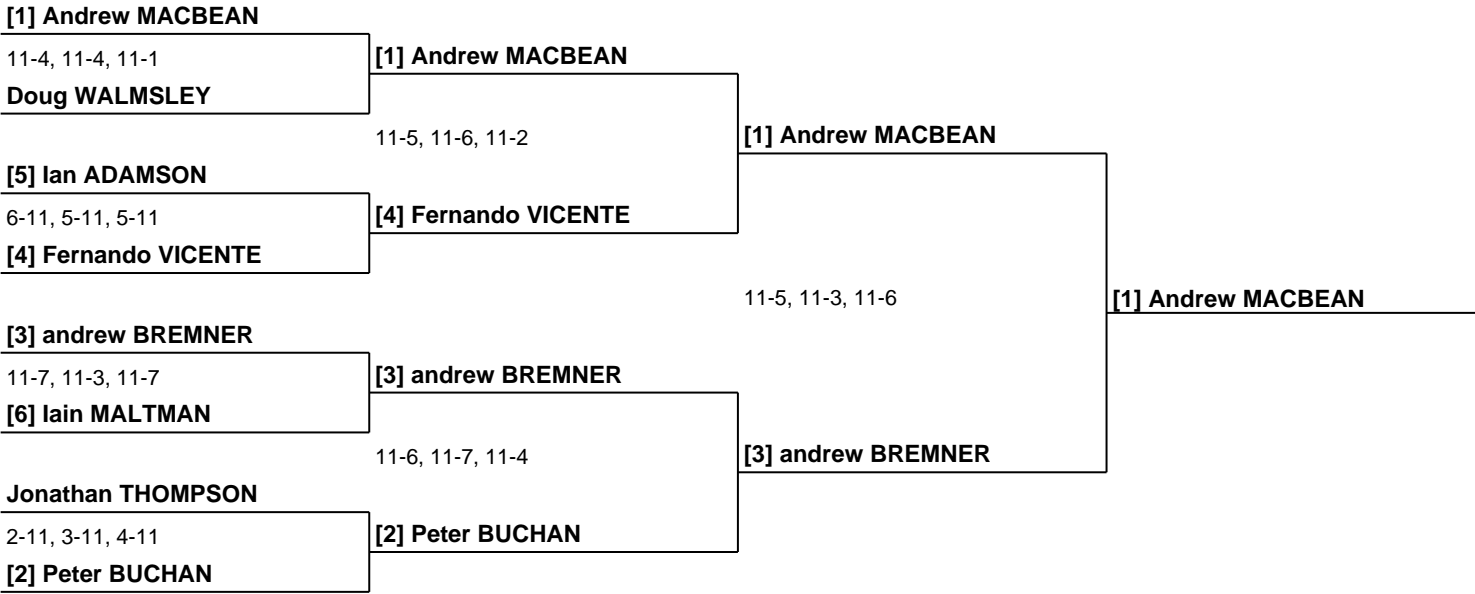 [1] Andrew MACBEAN
11-4, 11-4, 11-1
[1] Andrew MACBEAN
Doug WALMSLEY
11-5, 11-6, 11-2
[1] Andrew MACBEAN
[5] Ian ADAMSON
6-11, 5-11, 5-11
[4] Fernando VICENTE
[4] Fernando VICENTE
11-5, 11-3, 11-6
[1] Andrew MACBEAN
[3] andrew BREMNER
11-7, 11-3, 11-7
[3] andrew BREMNER
[6] Iain MALTMAN
11-6, 11-7, 11-4
[3] andrew BREMNER
Jonathan THOMPSON
2-11, 3-11, 4-11
[2] Peter BUCHAN
[2] Peter BUCHAN